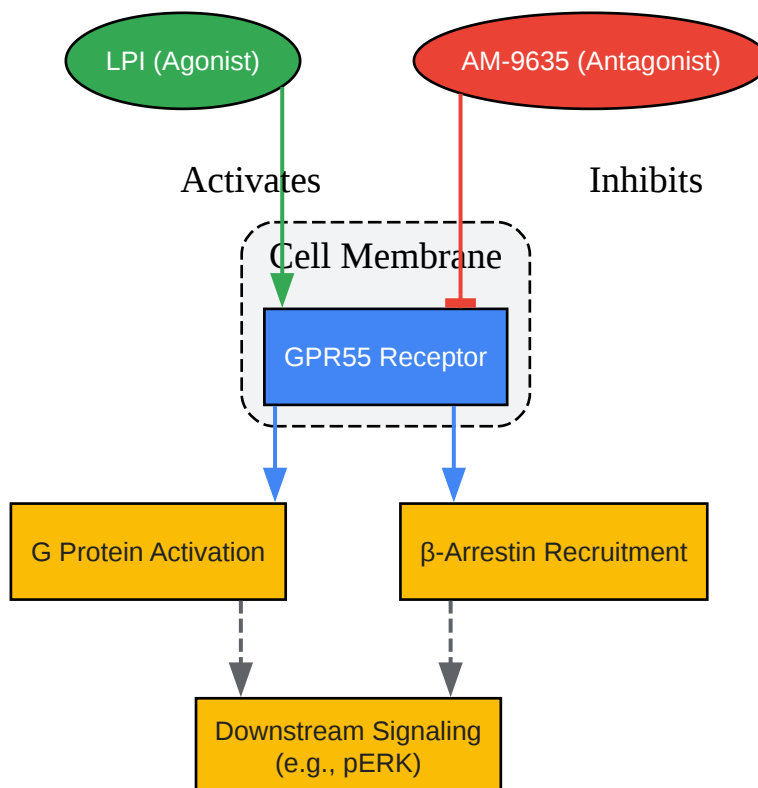 LPI (Agonist)
AM-9635 (Antagonist)
Activates
Inhibits
Cell Membrane
GPR55 Receptor
G Protein Activation
β-Arrestin Recruitment
Downstream Signaling
(e.g., pERK)